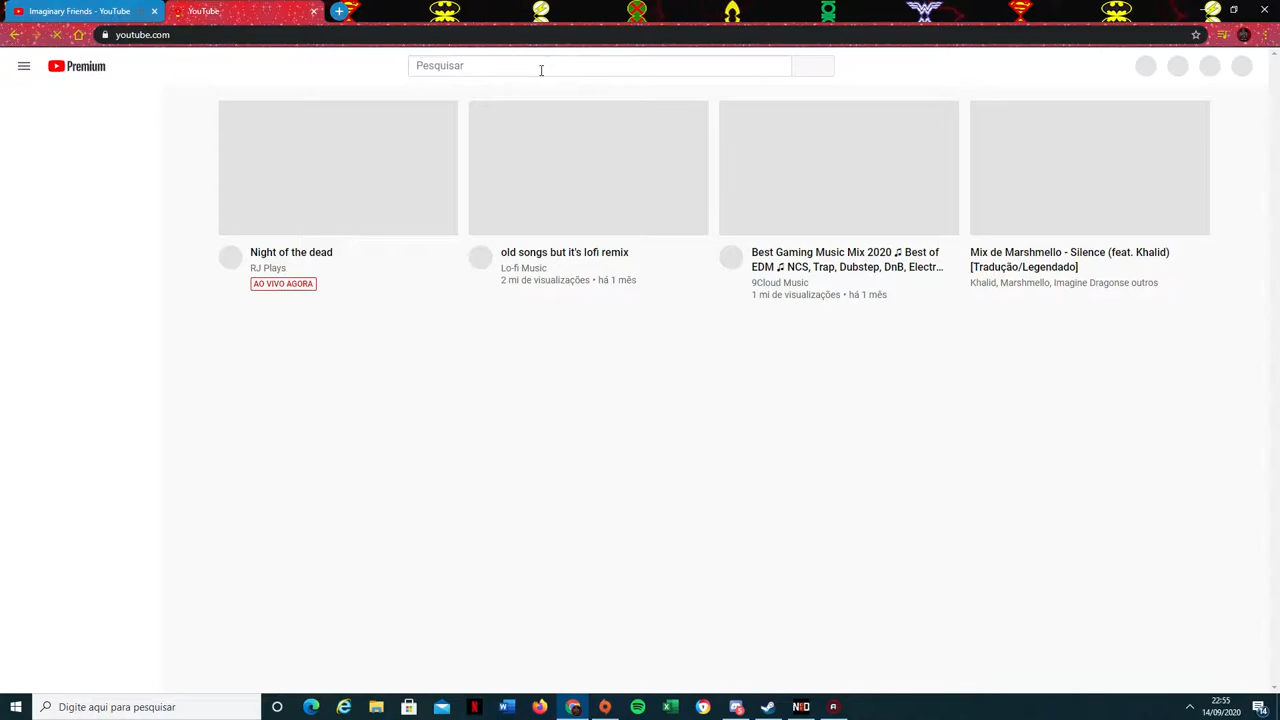 Imaginary Friends - YouTube
YouTube
youtube.com
Premium
Pesquisar
Night of the dead
RJ Plays
AO VIVO AGORA
old songs but it's lofi remix
Lo-fi Music
2 mi de visualizações • há 1 mês
Best Gaming Music Mix 2020 ♫ Best of
EDM ♫ NCS, Trap, Dubstep, DnB, Electr...
9Cloud Music
1 mi de visualizações • há 1 mês
Mix de Marshmello - Silence (feat. Khalid)
[Tradução/Legendado]
Khalid, Marshmello, Imagine Dragonse outros
Digite aqui para pesquisar
22:55
14/09/2020
14